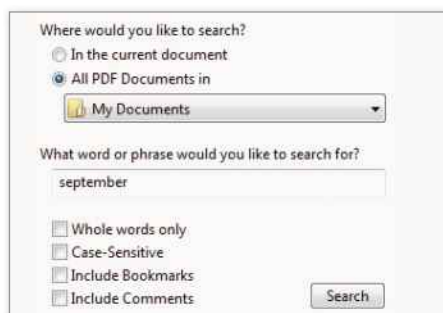 Where would you like to search?
In the current document
All PDF Documents in
My Documents
What word or phrase would you like to search for?
september
Whole words only
Case-Sensitive
Include Bookmarks
Include Comments
Search